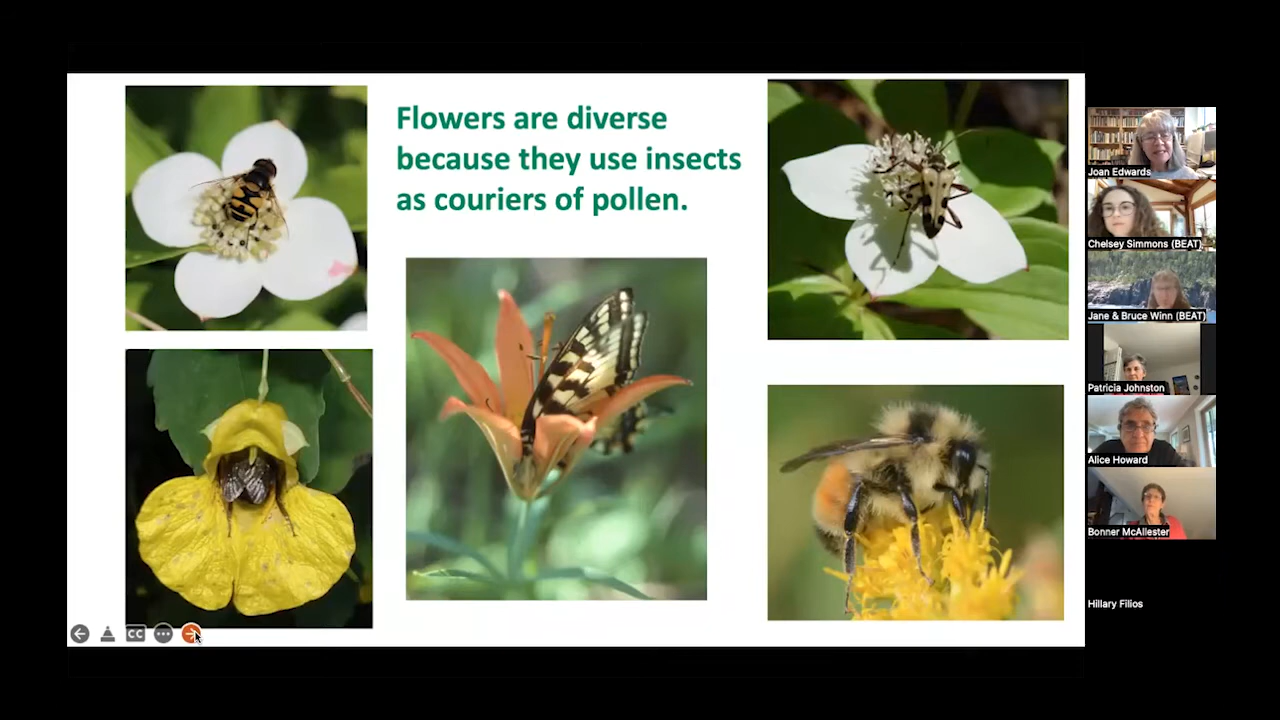 Flowers are diverse
because they use insects
as couriers of pollen.
Joan Edwards
Chelsey Simmons (BEAT)
Jane & Bruce Winn (BEAT)
Patricia Johnston
Alice Howard
Bonner McAllester
Hillary Filios
CC